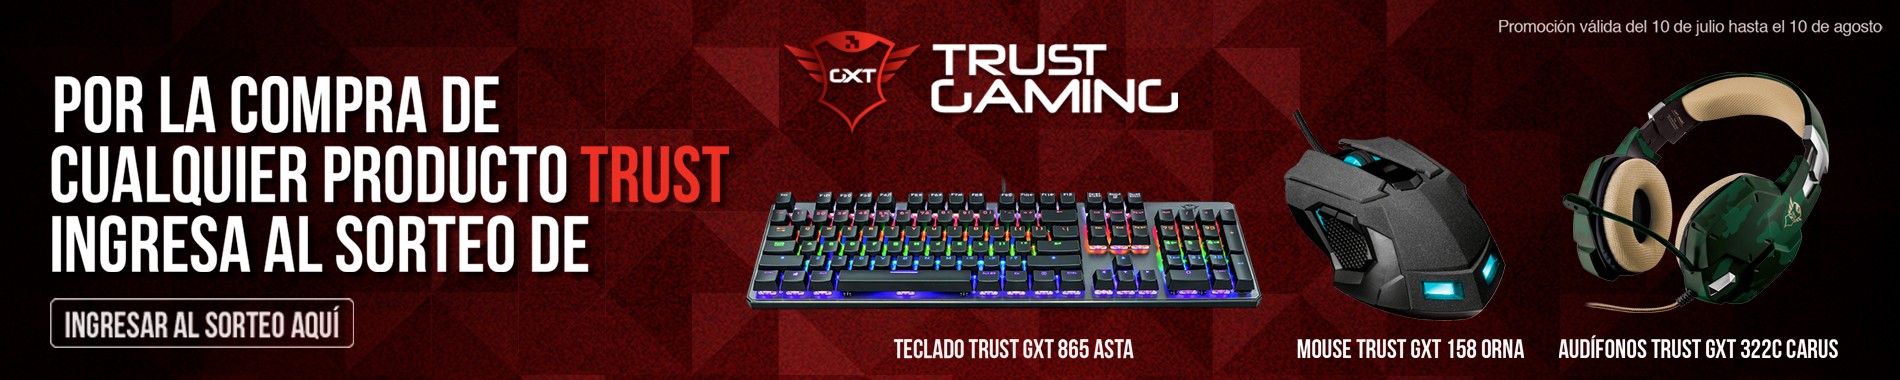 Promoción válida del 10 de julio hasta el 10 de agosto
GXT
TRUST
GAMING
POR LA COMPRA DE
CUALQUIER PRODUCTO TRUST
INGRESA AL SORTEO DE
INGRESAR AL SORTEO AQUÍ
TECLADO TRUST GXT 865 ASTA
MOUSE TRUST GXT 158 ORNA
AUDÍFONOS TRUST GXT 322C CARUS